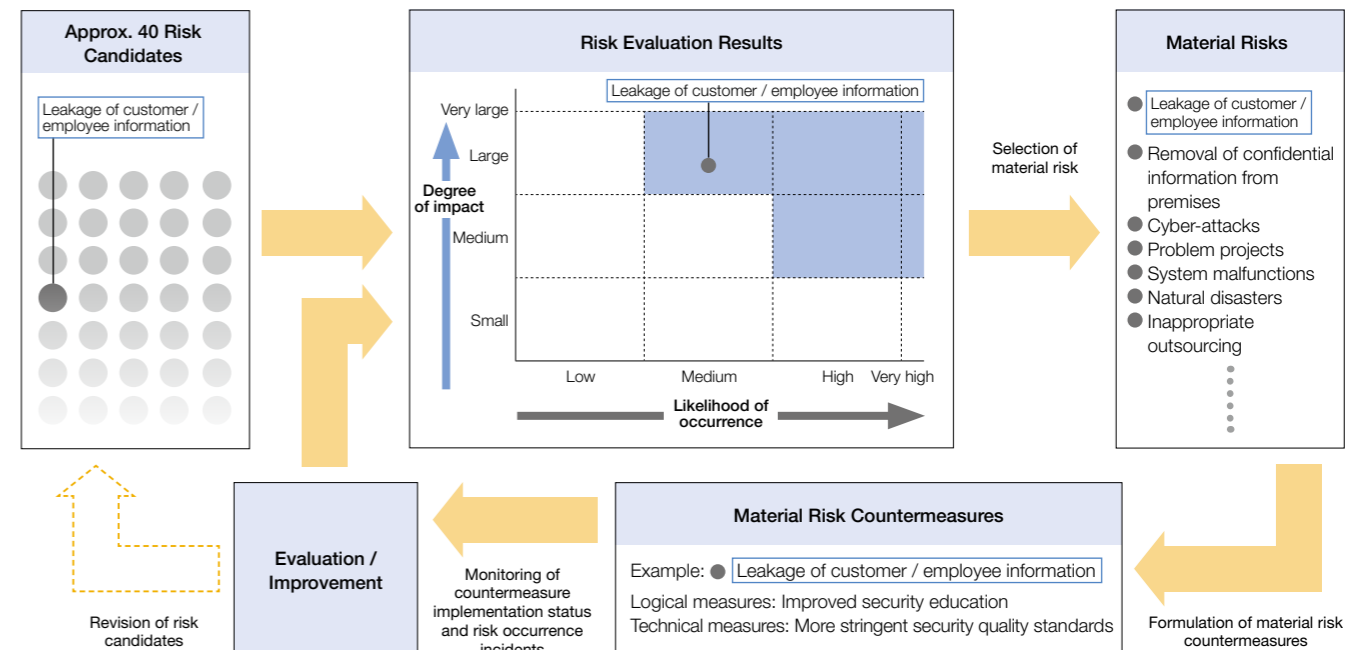 Approx. 40 Risk
Candidates
Leakage of customer /
employee information
Risk Evaluation Results
Leakage of customer / employee information
Very large
Large
Degree
of impact
Medium
Small
Low
Medium
High
Very high
Likelihood of
occurrence
Selection of
material risk
Material Risks
Leakage of customer /
employee information
Removal of confidential
information from
premises
Cyber-attacks
Problem projects
System malfunctions
Natural disasters
Inappropriate
outsourcing
Formulation of material risk
countermeasures
Material Risk Countermeasures
Example:
Leakage of customer / employee information
Logical measures: Improved security education
Technical measures: More stringent security quality standards
Monitoring of
countermeasure
implementation status
and risk occurrence
incidents
Evaluation /
Improvement
Revision of risk
candidates